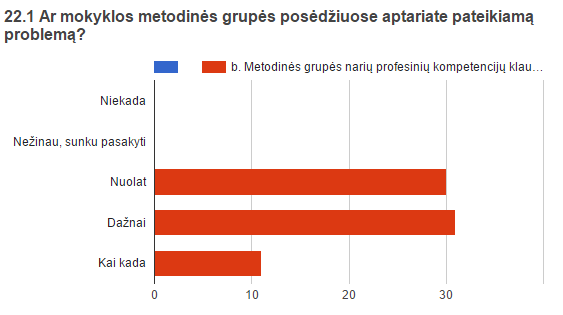 22.1 Ar mokyklos metodinės grupės posėdžiuose aptariate pateikiamą
problemą?
b. Metodinės grupės narių profesinių kompetencijų klau…
Niekada
Nežinau, sunku pasakyti
Nuolat
Dažnai
Kai kada
0 10 20 30